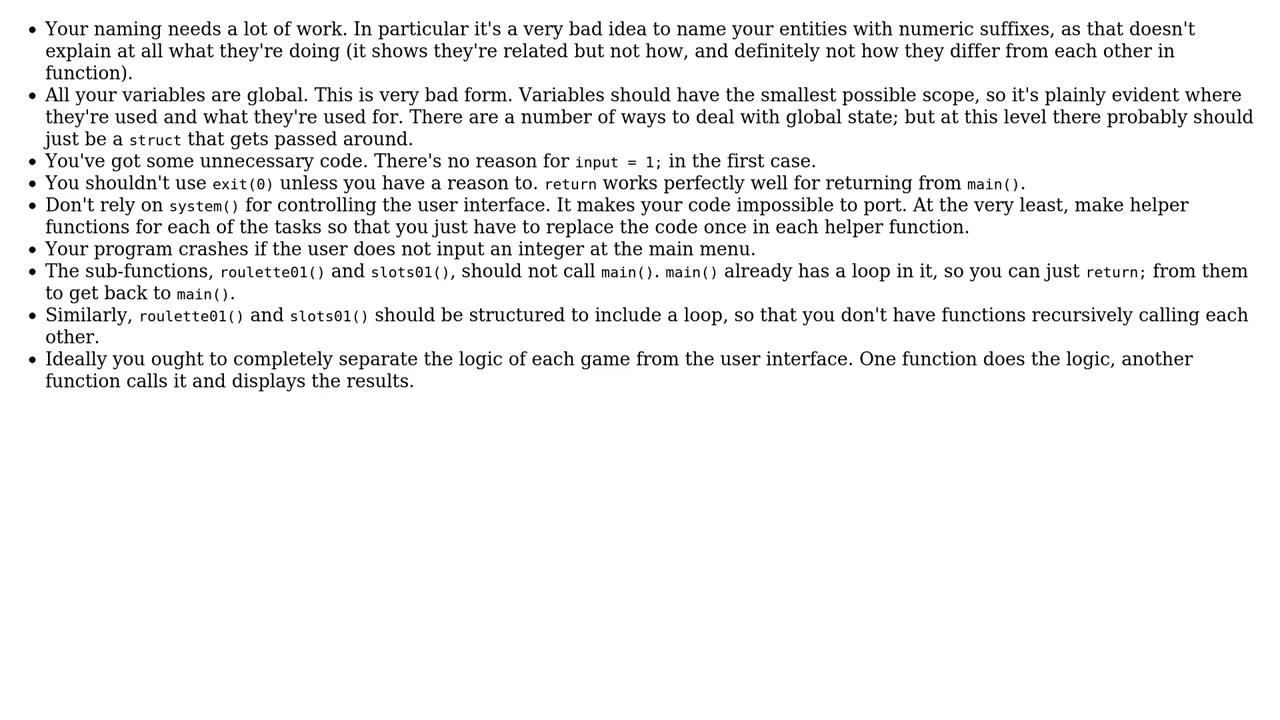 • Your naming needs a lot of work. In particular it's a very bad idea to name your entities with numeric suffixes, as that doesn't
explain at all what they're doing (it shows they're related but not how, and definitely not how they differ from each other in
function).
• All your variables are global. This is very bad form. Variables should have the smallest possible scope, so it's plainly evident where
they're used and what they're used for. There are a number of ways to deal with global state; but at this level there probably should
just be a struct that gets passed around.
• You've got some unnecessary code. There's no reason for input = 1; in the first case.
• You shouldn't use exit(0) unless you have a reason to. return works perfectly well for returning from main().
• Don't rely on system() for controlling the user interface. It makes your code impossible to port. At the very least, make helper
functions for each of the tasks so that you just have to replace the code once in each helper function.
• Your program crashes if the user does not input an integer at the main menu.
• The sub-functions, roulette01() and slots01(), should not call main(). main() already has a loop in it, so you can just return; from them
to get back to main().
• Similarly, roulette01() and slots01() should be structured to include a loop, so that you don't have functions recursively calling each
other.
• Ideally you ought to completely separate the logic of each game from the user interface. One function does the logic, another
function calls it and displays the results.